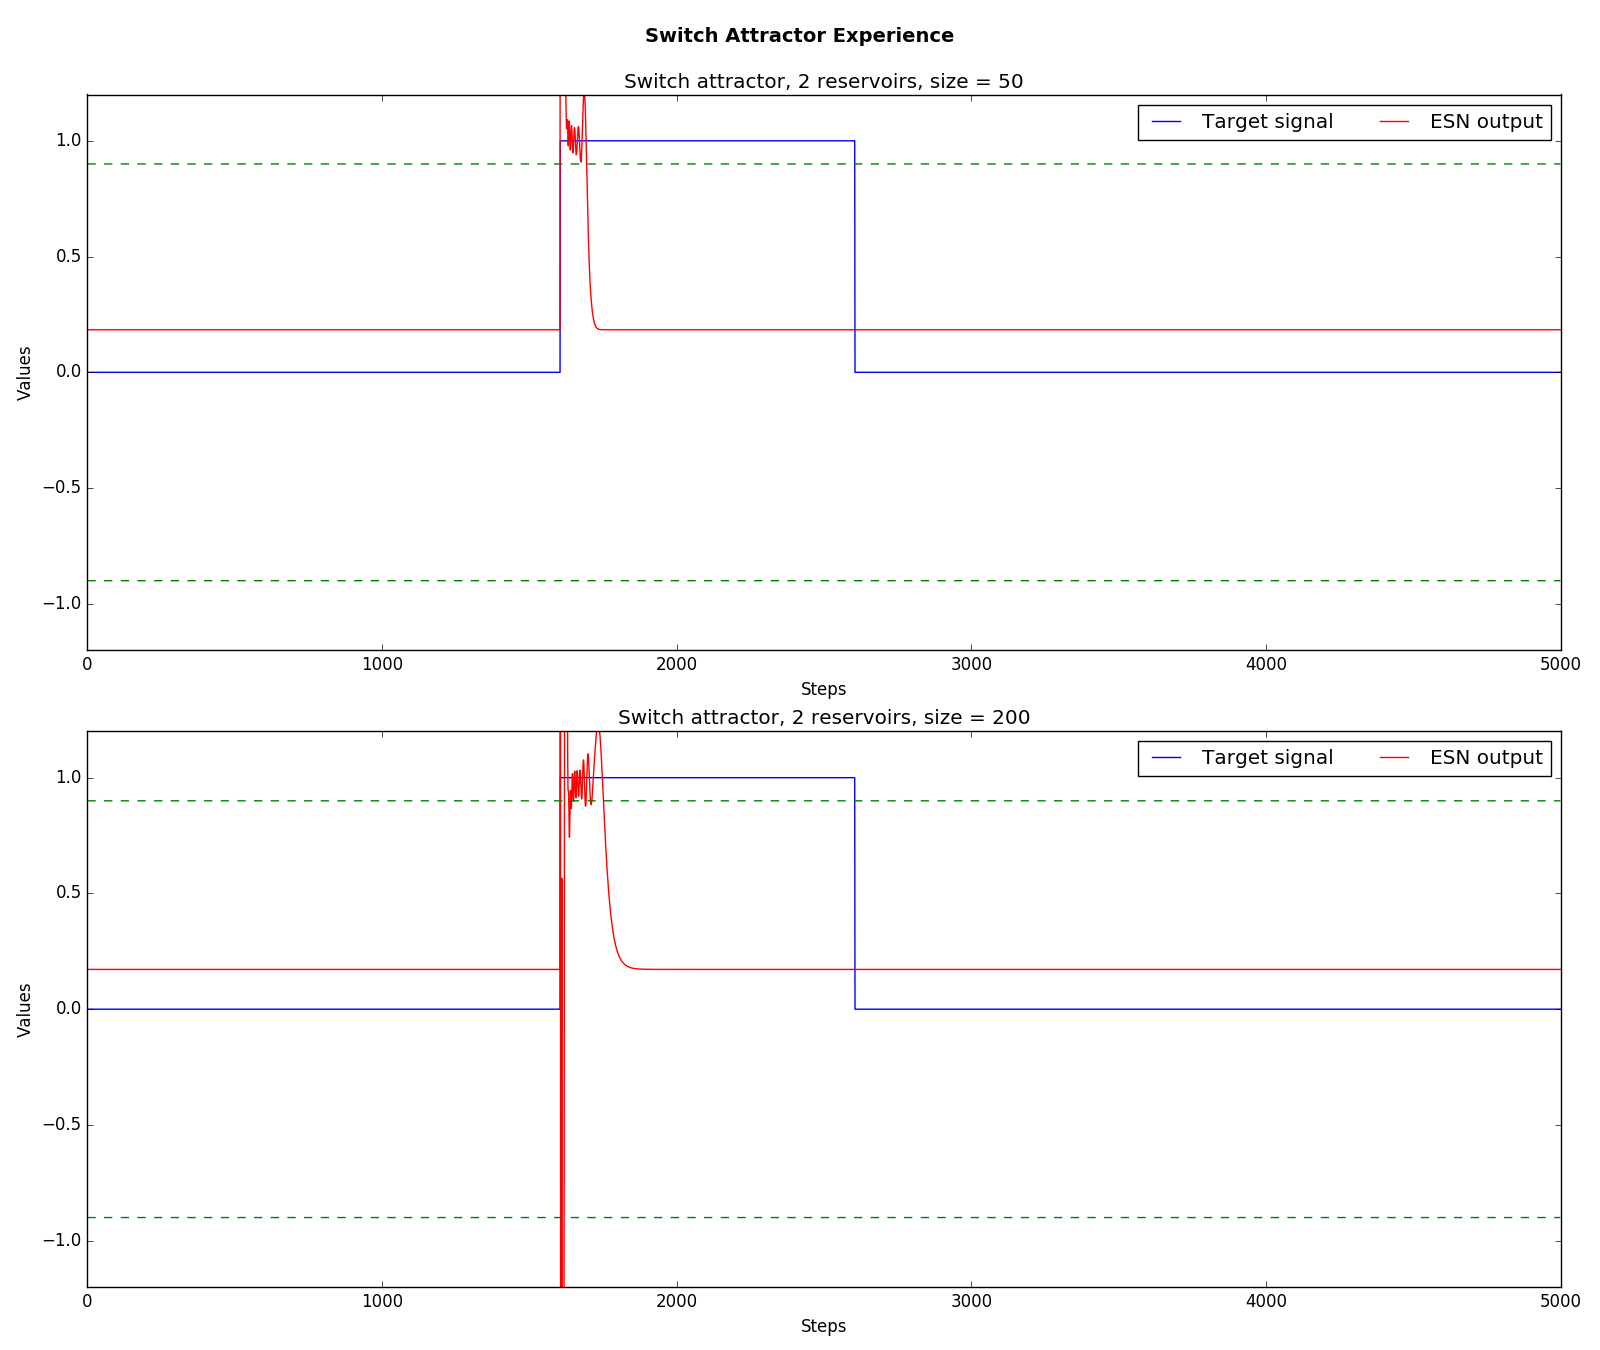 Switch Attractor Experience
Switch attractor, 2 reservoirs, size = 50
Target signal ESN output
1.0
0.5
0.0
−0.5
−1.0
Values
0 1000 2000 3000 4000 5000
Steps
Switch attractor, 2 reservoirs, size = 200
Target signal ESN output
1.0
0.5
0.0
−0.5
−1.0
Values
0 1000 2000 3000 4000 5000
Steps